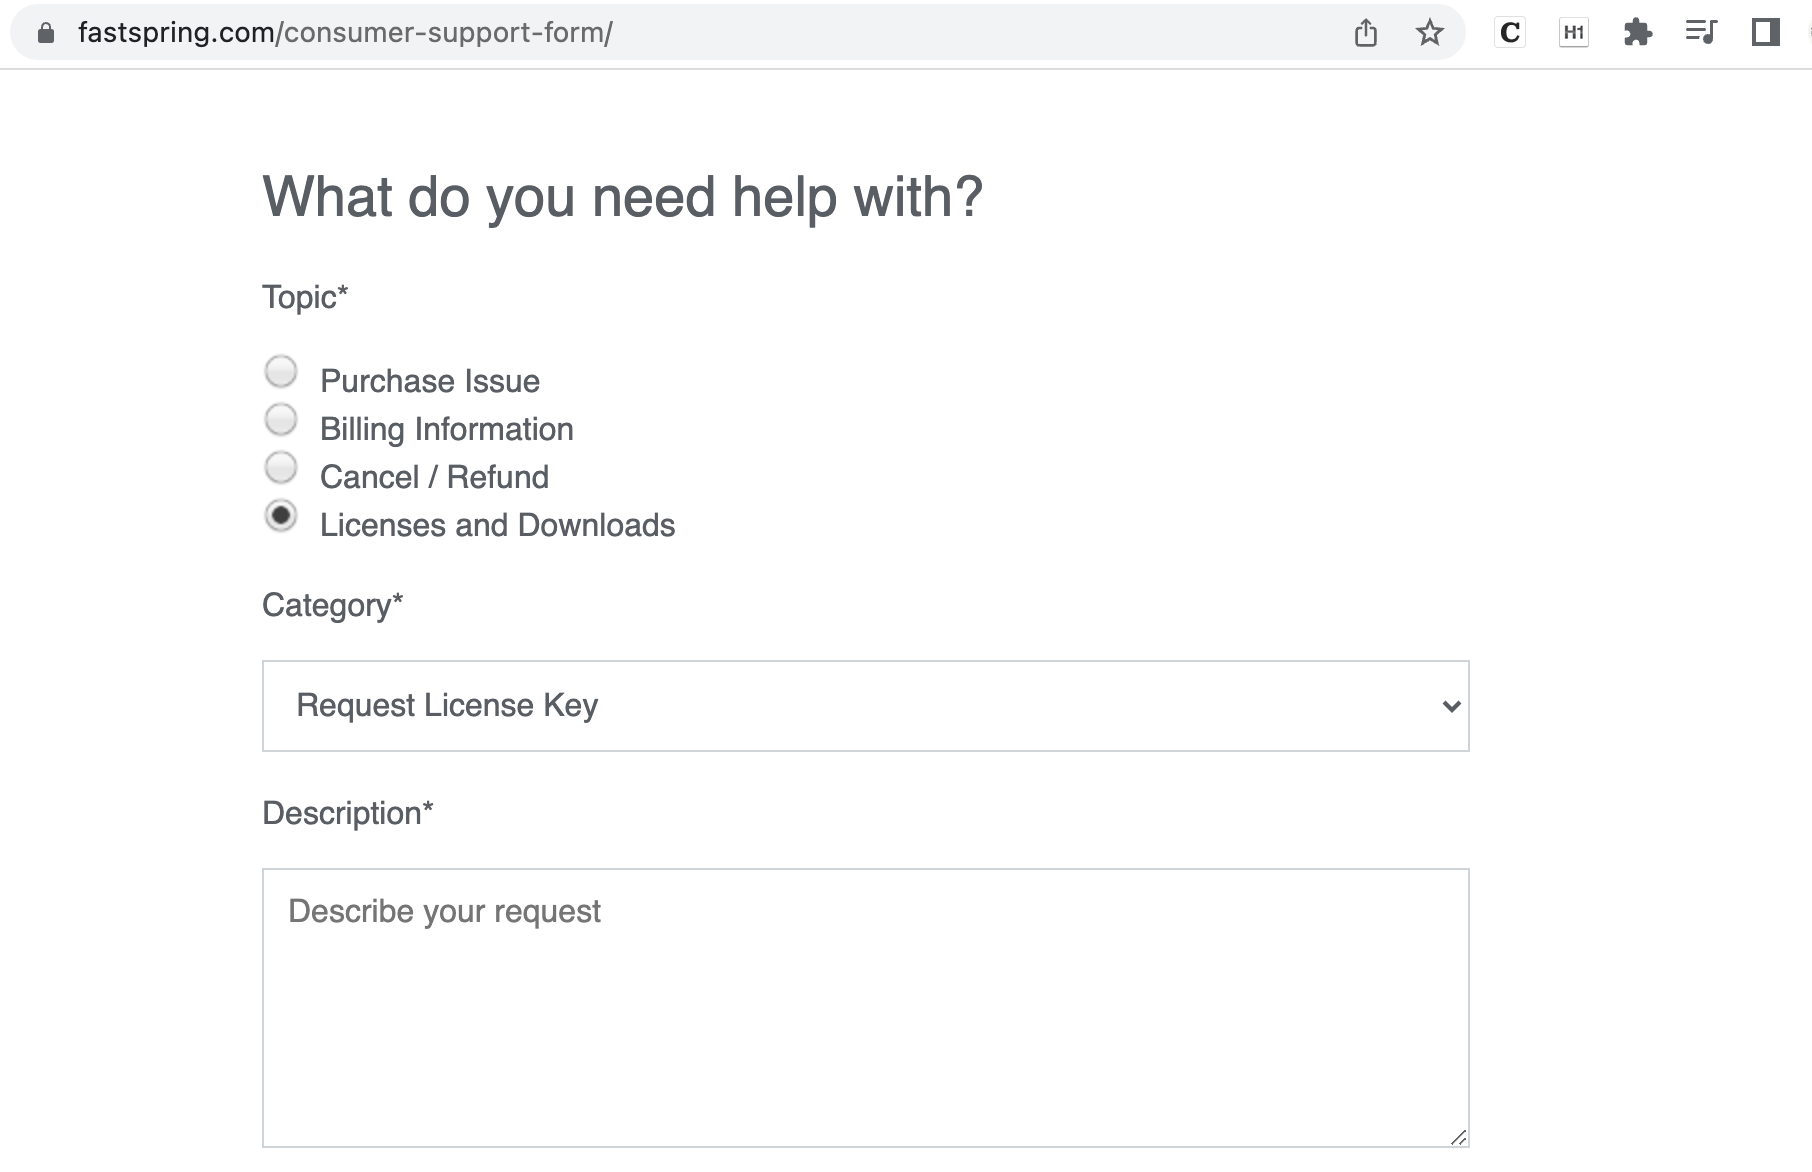 fastspring.com/consumer-support-form/
C
H1
What do you need help with?
Topic*
Purchase Issue
Billing Information
Cancel / Refund
Licenses and Downloads
Category*
Request License Key
Description*
Describe your request